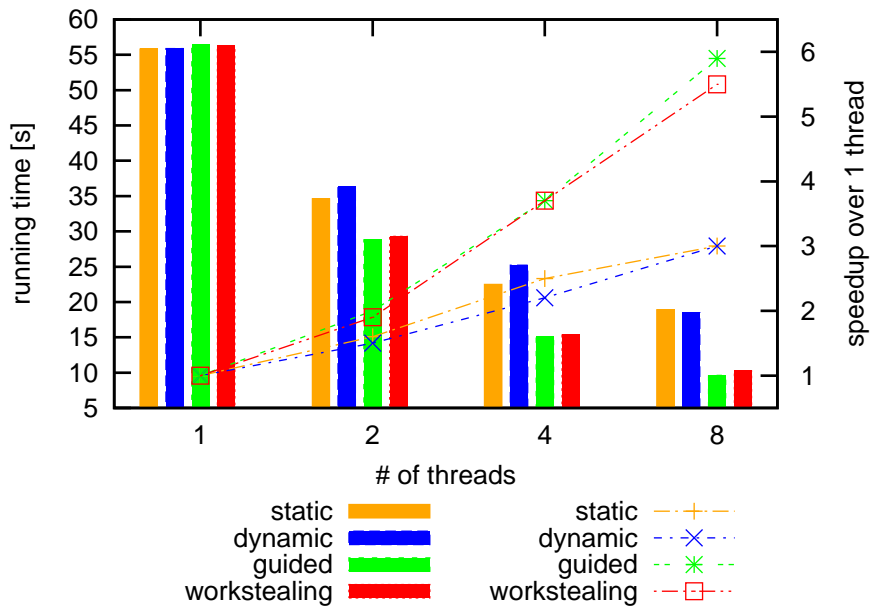 60
55
50
45
40
35
30
25
20
15
10
5
running time [s]
6
5
4
3
2
1
speedup over 1 thread
1 2 4 8
# of threads
static static
dynamic dynamic
guided guided
workstealing workstealing